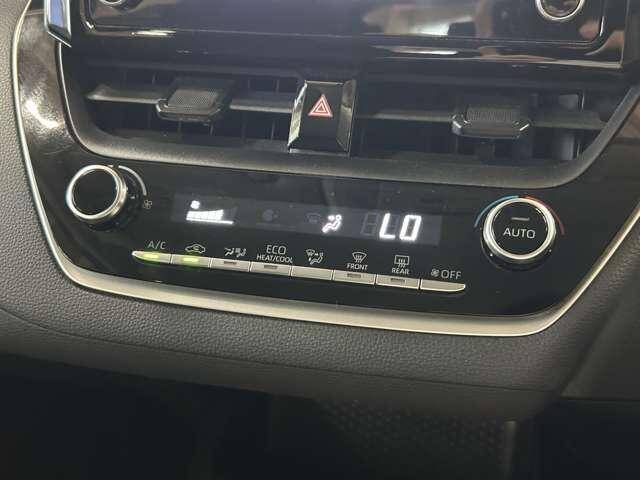 LO
AUTO
A/C
ECO
HEAT/COOL
FRONT
REAR
OFF